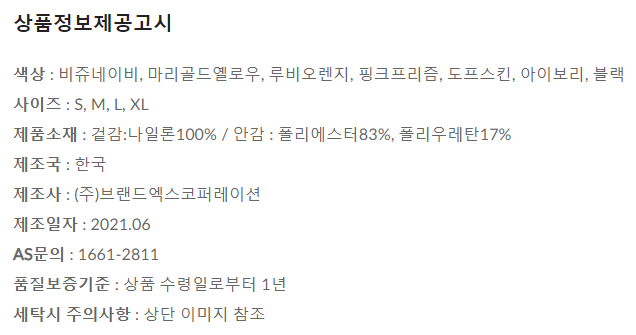 상품정보제공고시
색상 : 비쥬네이비, 마리골드옐로우, 루비오렌지, 핑크프리즘, 도프스킨, 아이보리, 블랙
사이즈 : S, M, L, XL
제품소재 : 겉감:나일론100% / 안감 : 폴리에스터83%, 폴리우레탄17%
제조국 : 한국
제조사 : (주)브랜드엑스코퍼레이션
제조일자 : 2021.06
AS문의 : 1661-2811
품질보증기준 : 상품 수령일로부터 1년
세탁시 주의사항 : 상단 이미지 참조